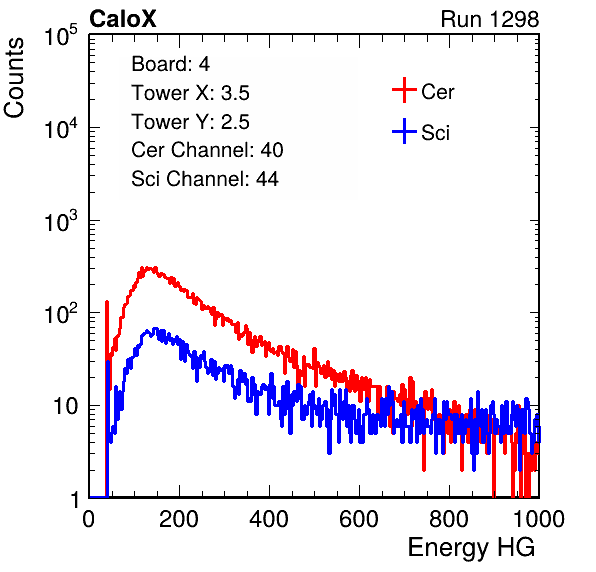 CaloX Run 1298
Counts
10^5
10^4
10^3
10^2
10
1
Board: 4
Tower X: 3.5
Tower Y: 2.5
Cer Channel: 40
Sci Channel: 44
Cer
Sci
0 200 400 600 800 1000
Energy HG